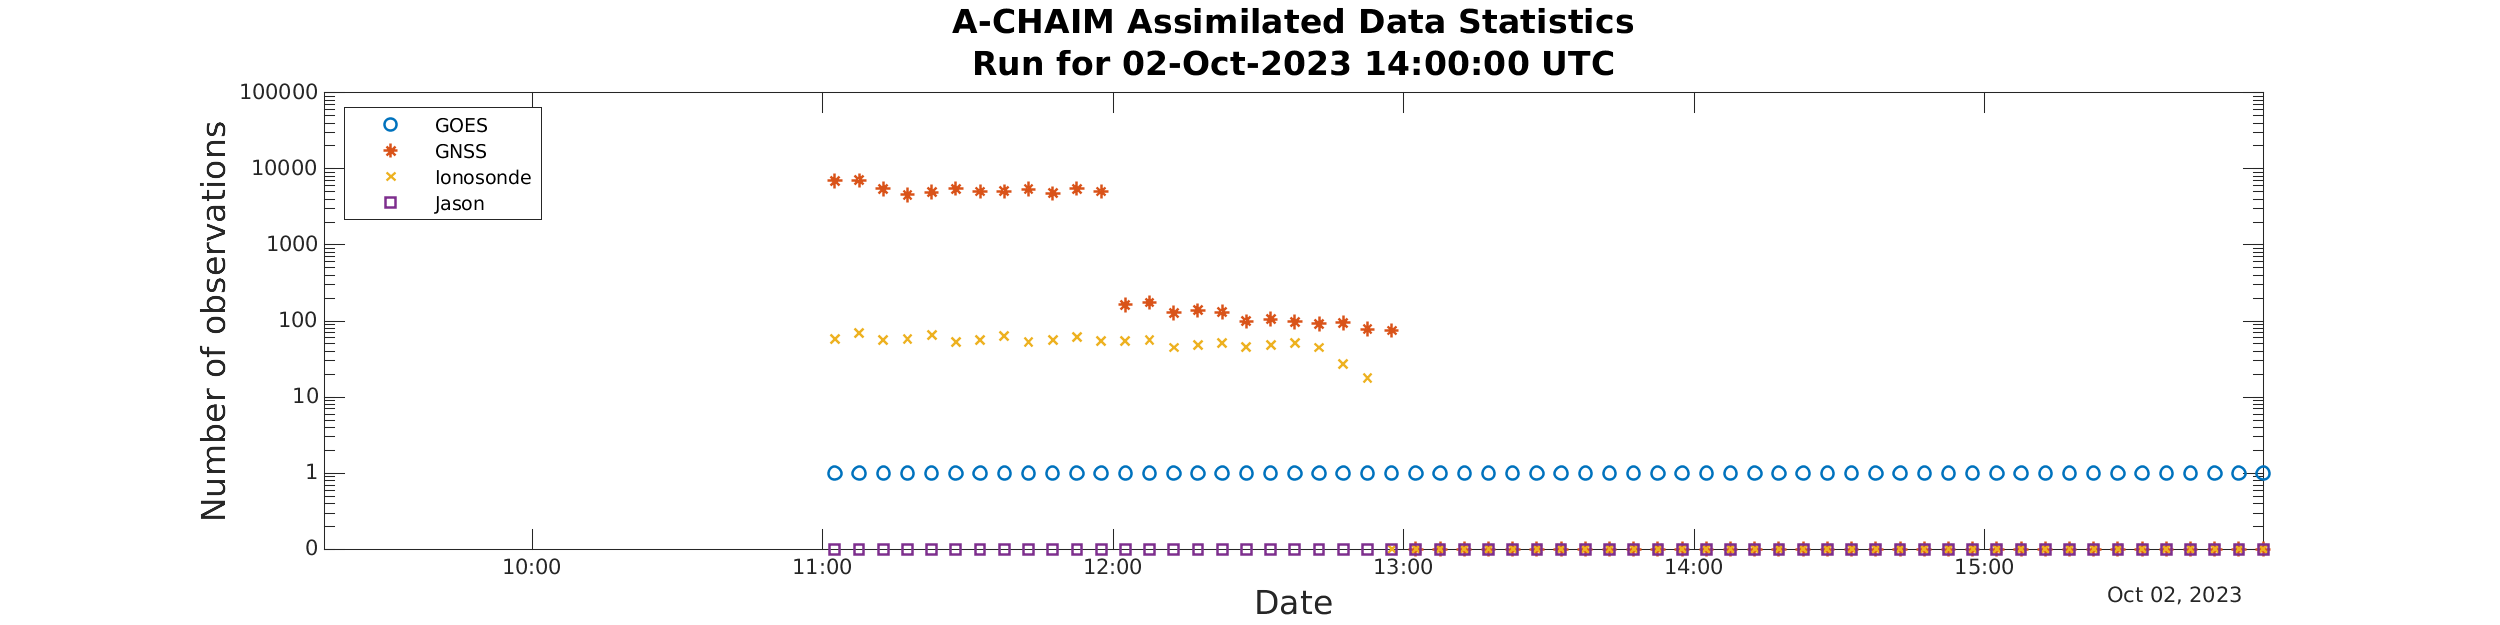 A-CHAIM Assimilated Data Statistics
Run for 02-Oct-2023 14:00:00 UTC
Number of observations
100000
10000
1000
100
10
1
0
GOES
GNSS
Ionosonde
Jason
10:00 11:00 12:00 13:00 14:00 15:00
Oct 02, 2023
Date